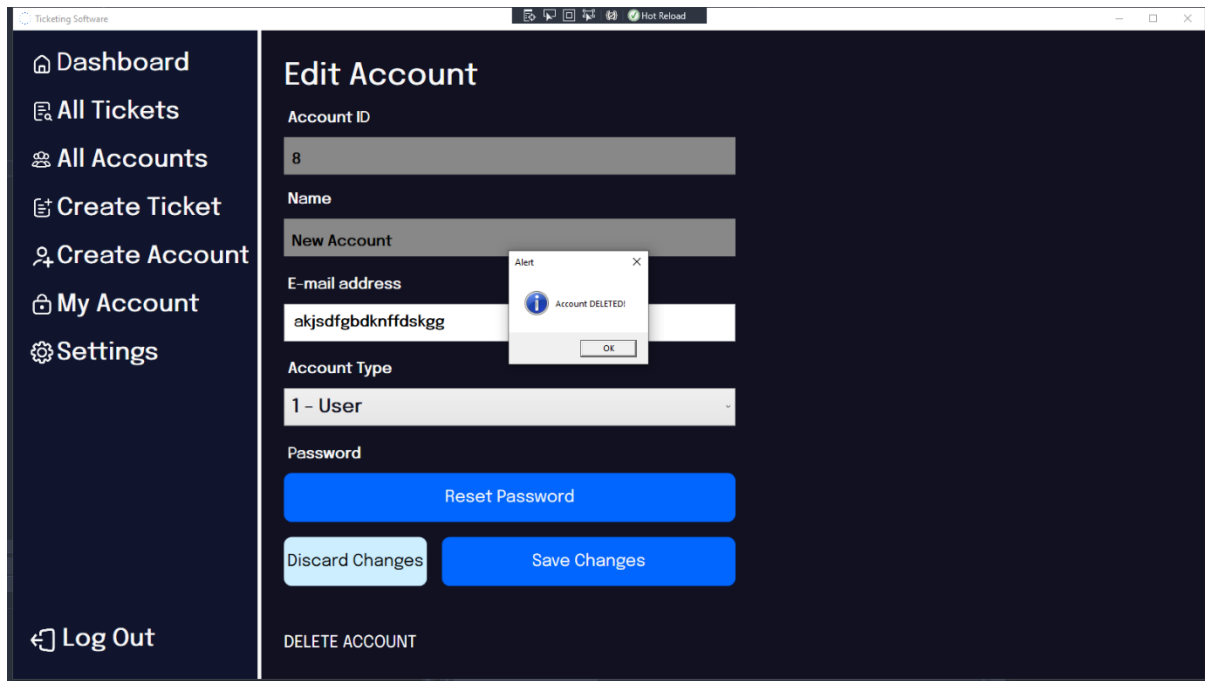 Ticketing Software
Hot Reload
Dashboard
All Tickets
All Accounts
Create Ticket
Create Account
My Account
Settings
Log Out
Edit Account
Account ID
8
Name
New Account
E-mail address
akjsdfgbdknffdskgg
Account Type
1 - User
Password
Reset Password
Discard Changes
Save Changes
DELETE ACCOUNT
Alert
Account DELETED!
OK